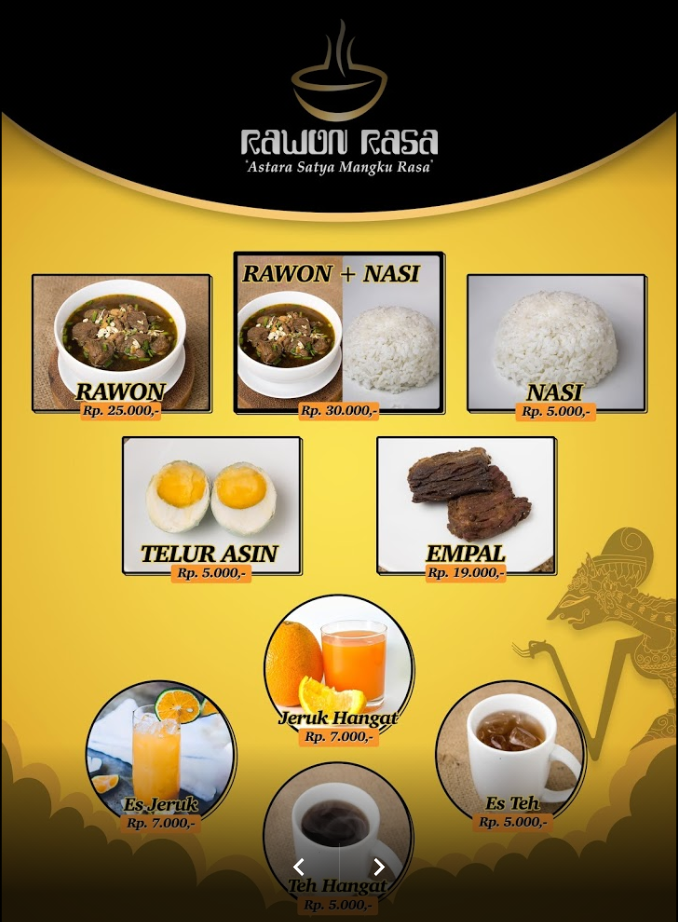 RAWON RASA
"Astara Satya Mangku Rasa"
RAWON
Rp. 25.000,-
RAWON + NASI
Rp. 30.000,-
NASI
Rp. 5.000,-
TELUR ASIN
Rp. 5.000,-
EMPAL
Rp. 19.000,-
Jeruk Hangat
Rp. 7.000,-
Es Jeruk
Rp. 7.000,-
Es Teh
Rp. 5.000,-
Teh Hangat
Rp. 5.000,-